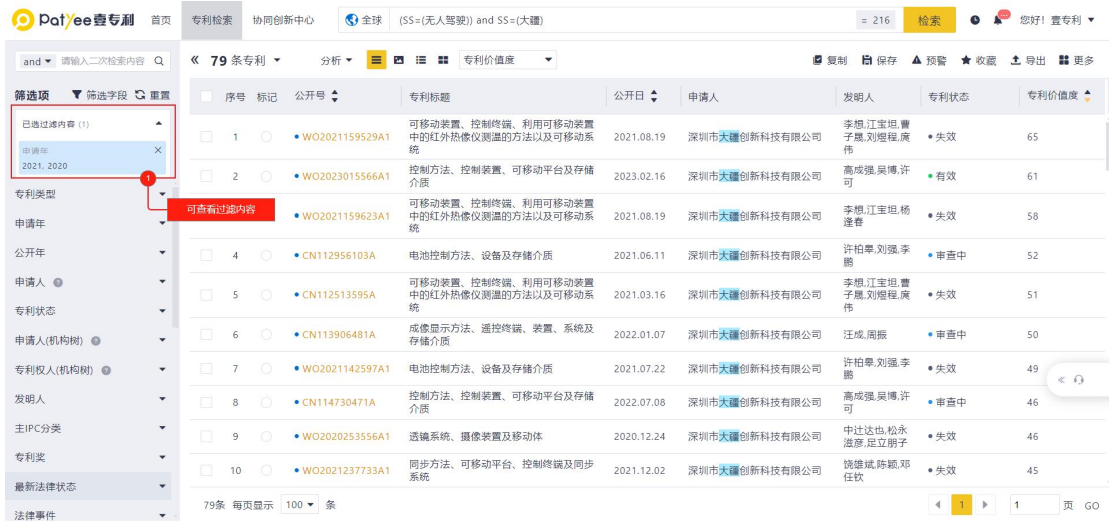 Patyee壹专利 首页 专利检索 协同创新中心 全球 (SS=(无人驾驶)) and SS=(大疆) = 216 检索 您好！壹专利
and 请输入二次检索内容 79 条专利 分析 专利价值度 复制 保存 预警 收藏 导出 更多
筛选项 筛选字段 重置
已选过滤内容 (1)
申请年
2021, 2020
1
可查看过滤内容
专利类型
申请年
公开年
申请人
专利状态
申请人(机构树)
专利权人(机构树)
发明人
主IPC分类
专利奖
最新法律状态
法律事件
序号 标记 公开号 专利标题 公开日 申请人 发明人 专利状态 专利价值度
1 WO2021159529A1 可移动装置、控制终端、利用可移动装置 2021.08.19 深圳市大疆创新科技有限公司 李想,江宝坦,曹 失效 65
中的红外热像仪测温的方法以及可移动系 子晟,刘煜程,庹
统 伟
2 WO2023015566A1 控制方法、控制装置、可移动平台及存储 2023.02.16 深圳市大疆创新科技有限公司 高成强,吴博,许 有效 61
介质 可
WO2021159623A1 可移动装置、控制终端、利用可移动装置 2021.08.19 深圳市大疆创新科技有限公司 李想,江宝坦,杨 失效 58
中的红外热像仪测温的方法以及可移动系 逢春
统
4 CN112956103A 电池控制方法、设备及存储介质 2021.06.11 深圳市大疆创新科技有限公司 许柏皋,刘强,李 审查中 52
鹏
5 CN112513595A 可移动装置、控制终端、利用可移动装置 2021.03.16 深圳市大疆创新科技有限公司 李想,江宝坦,曹 失效 51
中的红外热像仪测温的方法以及可移动系 子晟,刘煜程,庹
统 伟
6 CN113906481A 成像显示方法、遥控终端、装置、系统及 2022.01.07 深圳市大疆创新科技有限公司 汪成,周振 审查中 50
存储介质
7 WO2021142597A1 电池控制方法、设备及存储介质 2021.07.22 深圳市大疆创新科技有限公司 许柏皋,刘强,李 失效 49
鹏
8 CN114730471A 控制方法、控制装置、可移动平台及存储 2022.07.08 深圳市大疆创新科技有限公司 高成强,吴博,许 审查中 46
介质 可
9 WO2020253556A1 透镜系统、摄像装置及移动体 2020.12.24 深圳市大疆创新科技有限公司 中辻达也,松永 失效 46
滋彦,足立朋子
10 WO2021237733A1 同步方法、可移动平台、控制终端及同步 2021.12.02 深圳市大疆创新科技有限公司 饶雄斌,陈颖,邓 失效 45
系统 任钦
79条 每页显示 100 条 1 1 页 GO